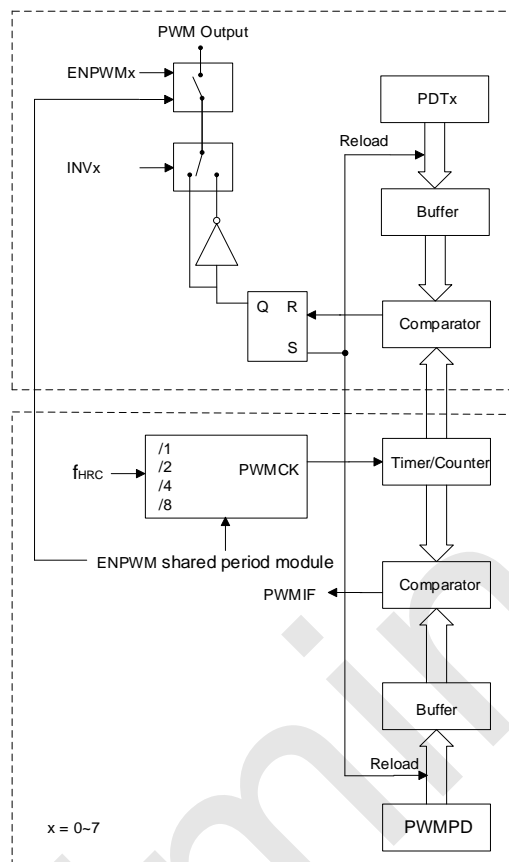 PWM Output
ENPWMx
PDTx
Reload
INVx
Buffer
Q R
S
Comparator
fHRC
/1
/2
/4
/8
PWMCK
Timer/Counter
ENPWM shared period module
PWMIF
Comparator
Buffer
Reload
PWMPD
x = 0~7